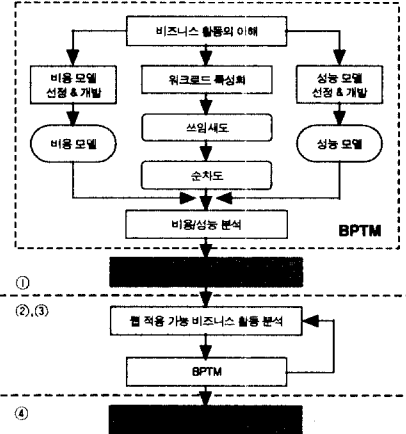 비즈니스 활동의 이해
비용 모델
선정 & 개발
워크로드 특성화
성능 모델
선정 & 개발
비용 모델
쓰임새도
성능 모델
순차도
비용/성능 분석
BPTM
①
②,③
웹 적용 가능 비즈니스 활동 분석
BPTM
④